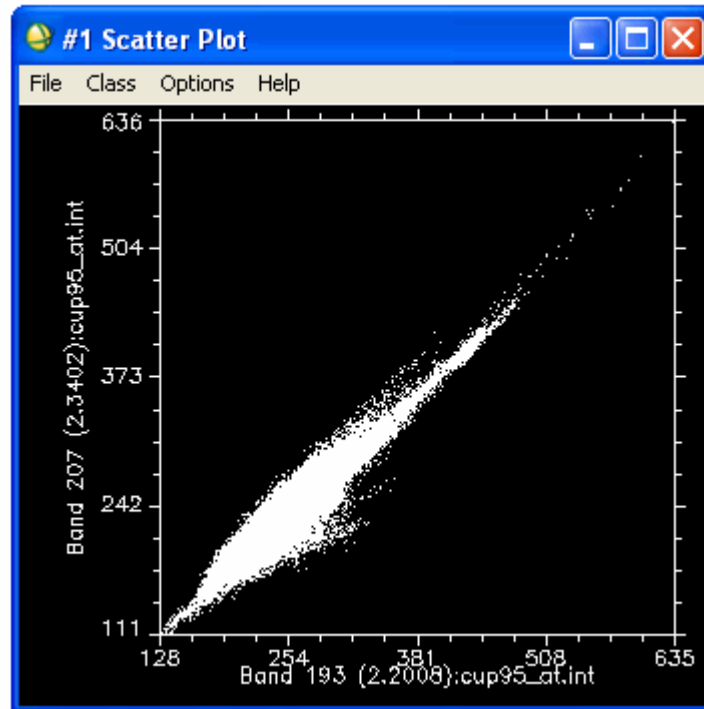 #1 Scatter Plot
File Class Options Help
636
504
373
242
111
Band 207 (2.3402):cup95_at.int
128 254 381 508 635
Band 193 (2.2008):cup95_at.int